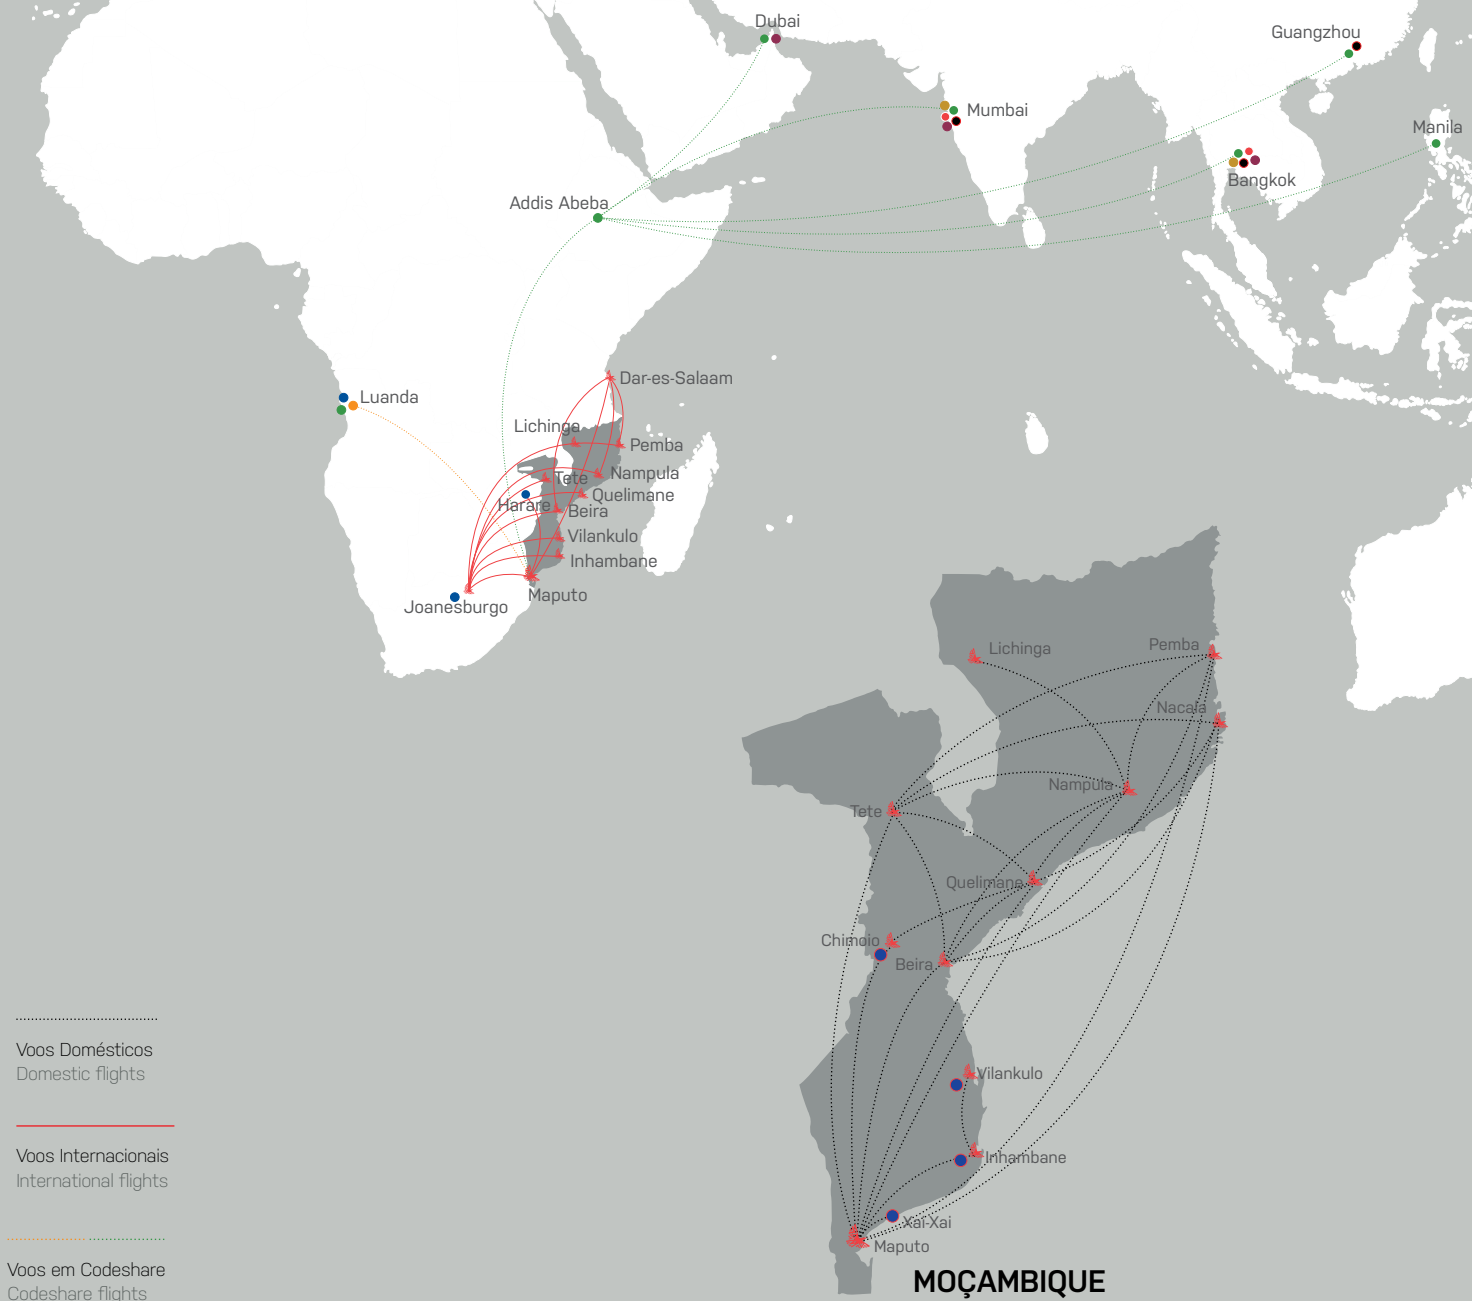 Dubai
Guangzhou
Mumbai
Manila
Bangkok
Addis Abeba
Dar-es-Salaam
Luanda
Lichinga
Pemba
Nampula
Tete
Quelimane
Harare
Beira
Vilankulo
Inhambane
Maputo
Joanesburgo
Lichinga
Pemba
Nacala
Nampula
Tete
Quelimane
Chimoio
Beira
Vilankulo
Inhambane
Xai-Xai
Maputo
MOÇAMBIQUE
Voos Domésticos
Domestic flights
Voos Internacionais
International flights
Voos em Codeshare
Codeshare flights